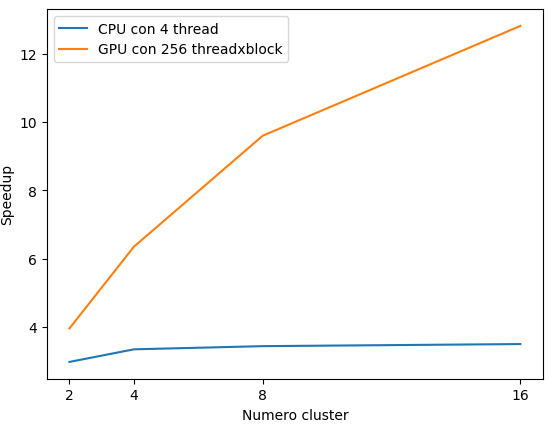 CPU con 4 thread
GPU con 256 threadxblock
12
10
8
6
4
Speedup
2 4 8 16
Numero cluster